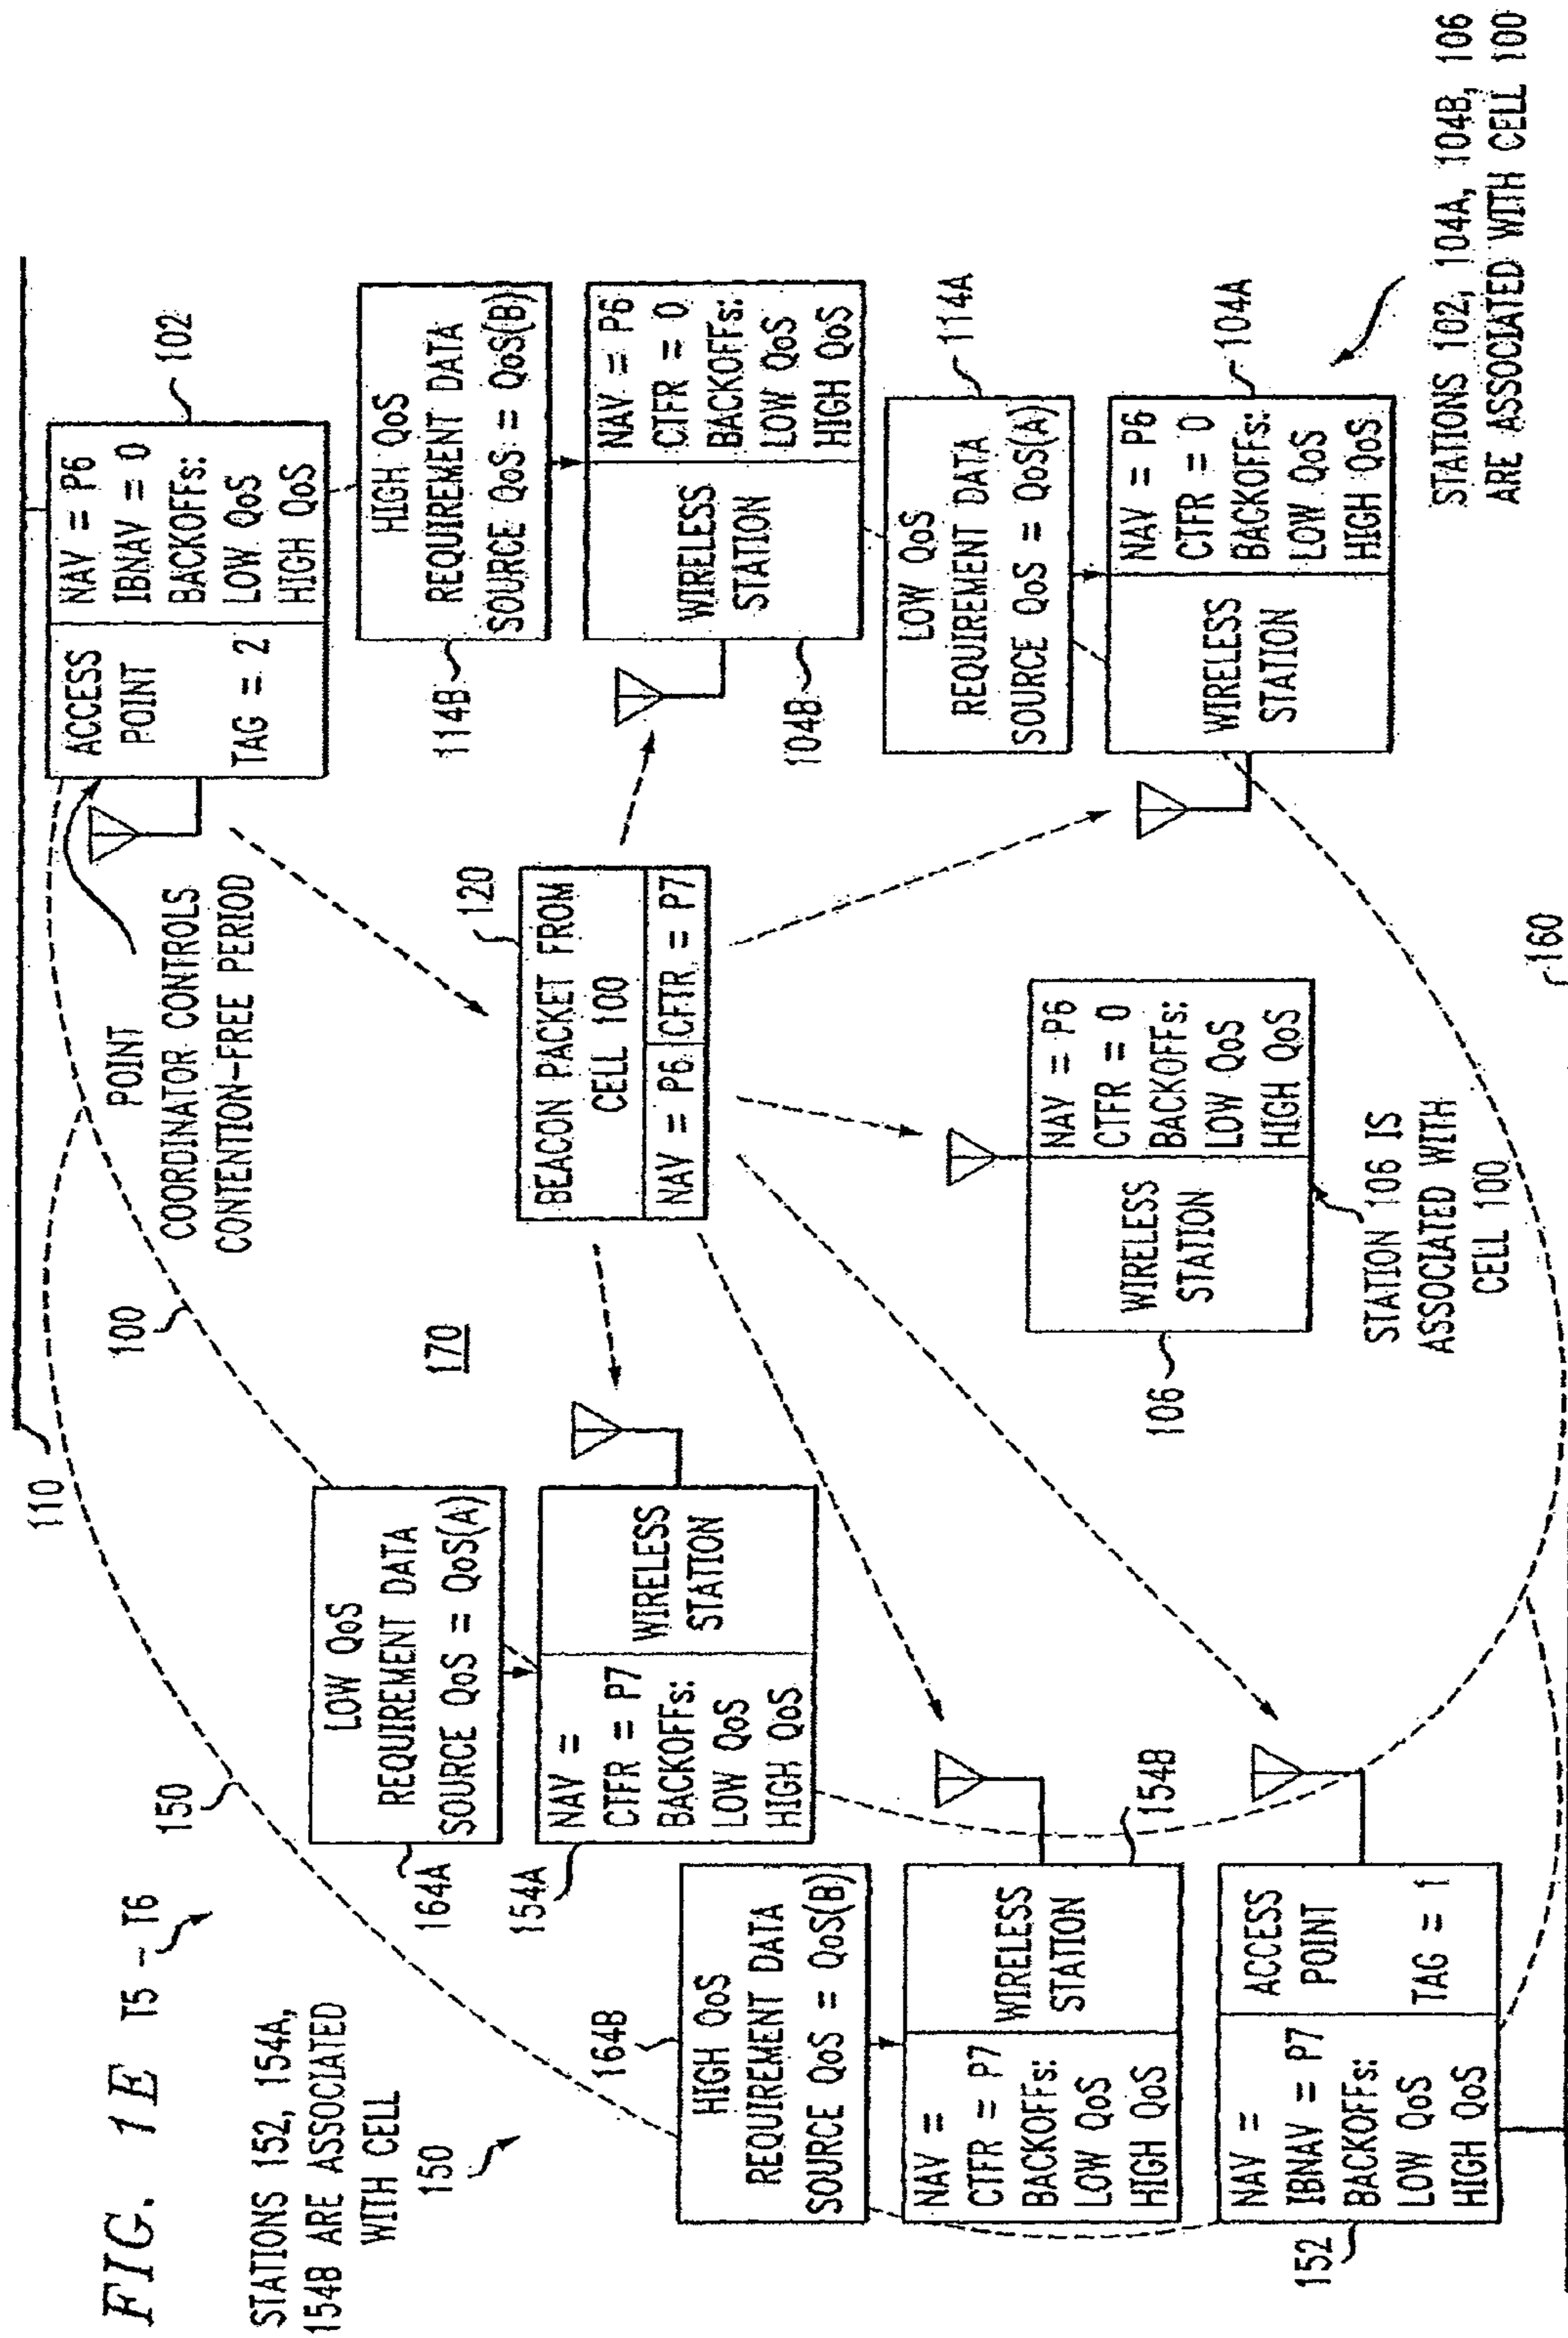 FIG. 1E T5 – T6
STATIONS 152, 154A,
154B ARE ASSOCIATED
WITH CELL
150
150
110
100
170
LOW QoS
REQUIREMENT DATA
SOURCE QoS = QoS(A)
164A
NAV =
CTFR = P7
BACKOFFs:
LOW QoS
HIGH QoS
WIRELESS
STATION
154A
HIGH QoS
REQUIREMENT DATA
SOURCE QoS = QoS(B)
164B
NAV =
CTFR = P7
BACKOFFs:
LOW QoS
HIGH QoS
WIRELESS
STATION
154B
NAV =
IBNAV = P7
BACKOFFs:
LOW QoS
HIGH QoS
ACCESS
POINT
TAG = 1
152
POINT
COORDINATOR CONTROLS
CONTENTION-FREE PERIOD
BEACON PACKET FROM
CELL 100
NAV = P6
CFTR = P7
120
WIRELESS
STATION
NAV = P6
CTFR = 0
BACKOFFs:
LOW QoS
HIGH QoS
106
STATION 106 IS
ASSOCIATED WITH
CELL 100
160
ACCESS
POINT
TAG = 2
NAV = P6
IBNAV = 0
BACKOFFs:
LOW QoS
HIGH QoS
102
HIGH QoS
REQUIREMENT DATA
SOURCE QoS = QoS(B)
114B
WIRELESS
STATION
NAV = P6
CTFR = 0
BACKOFFs:
LOW QoS
HIGH QoS
104B
LOW QoS
REQUIREMENT DATA
SOURCE QoS = QoS(A)
114A
WIRELESS
STATION
NAV = P6
CTFR = 0
BACKOFFs:
LOW QoS
HIGH QoS
104A
STATIONS 102, 104A, 104B, 106
ARE ASSOCIATED WITH CELL 100